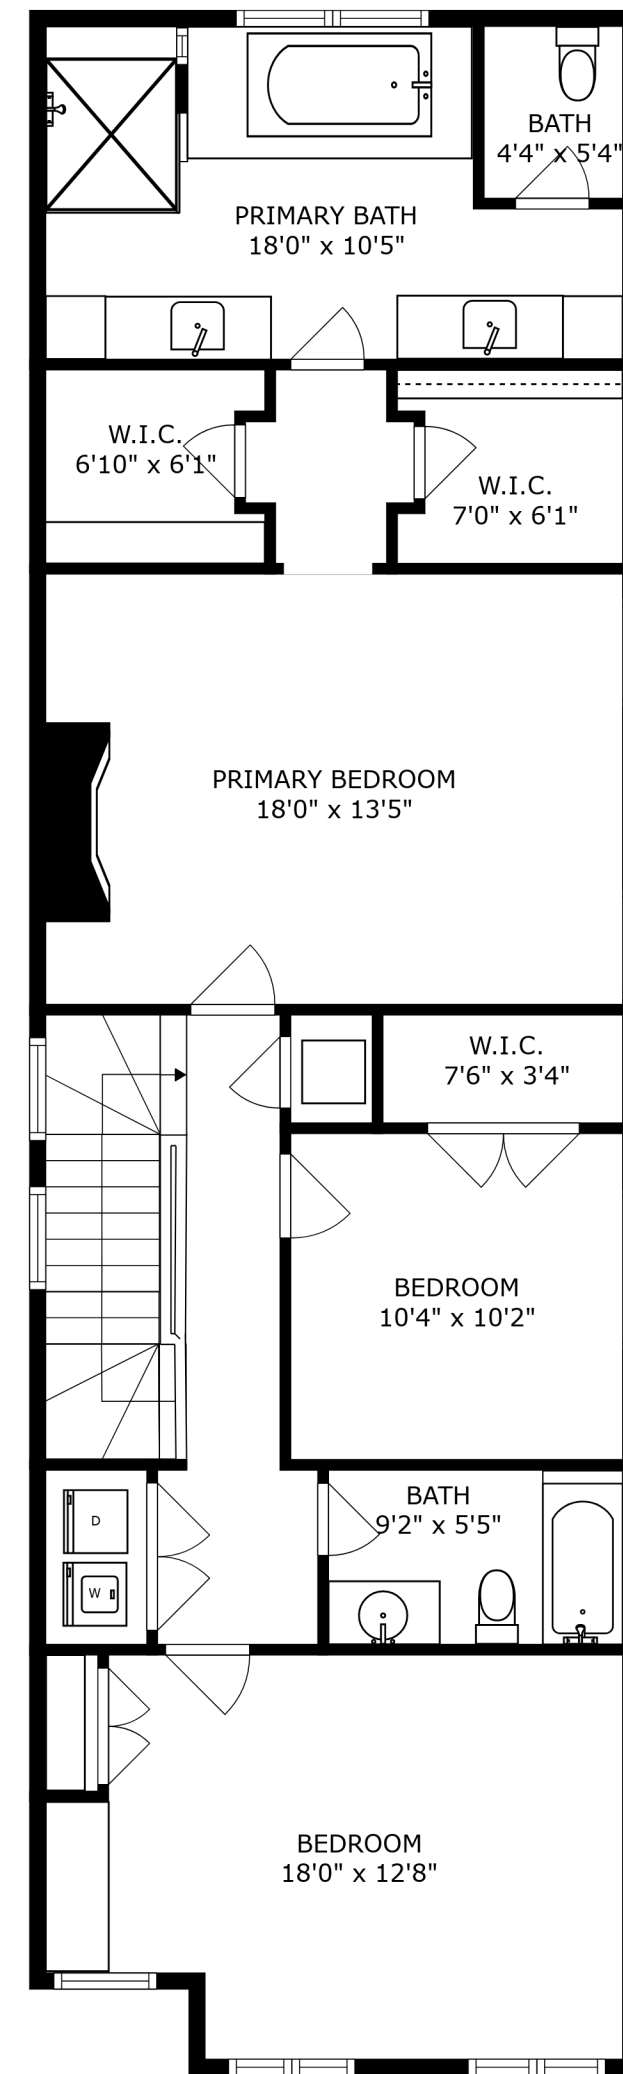 BATH
4'4" x 5'4"
PRIMARY BATH
18'0" x 10'5"
W.I.C.
6'10" x 6'1"
W.I.C.
7'0" x 6'1"
PRIMARY BEDROOM
18'0" x 13'5"
W.I.C.
7'6" x 3'4"
BEDROOM
10'4" x 10'2"
BATH
9'2" x 5'5"
D
W
BEDROOM
18'0" x 12'8"